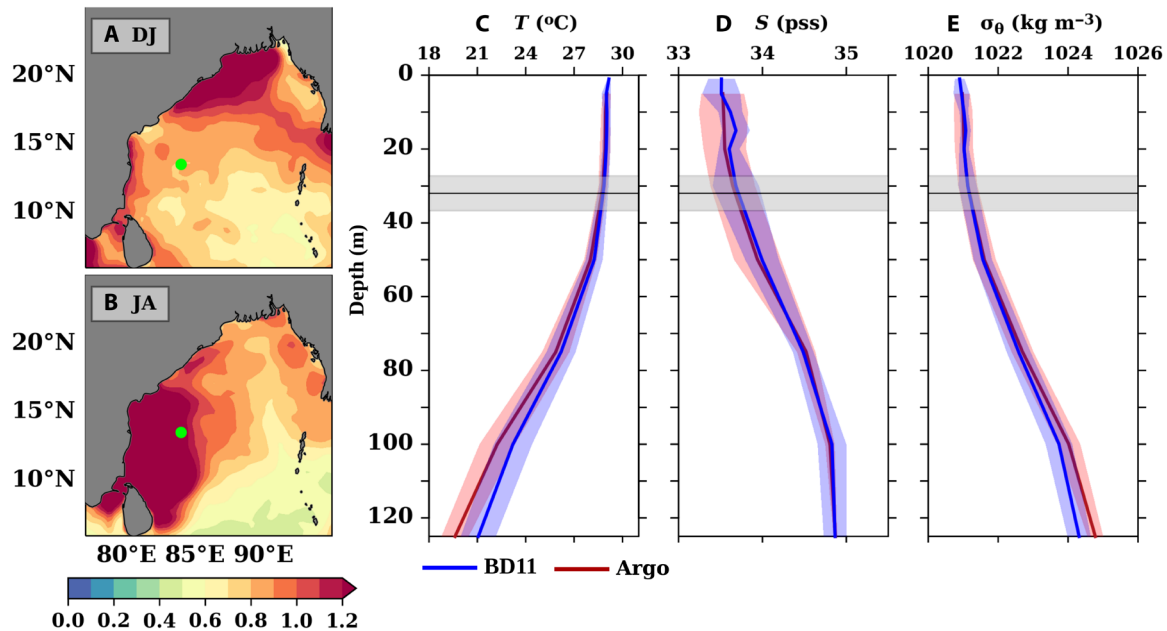 A DJ
20°N
15°N
10°N
B JA
20°N
15°N
10°N
80°E 85°E 90°E
0.0 0.2 0.4 0.6 0.8 1.0 1.2
C T (ºC)
18 21 24 27 30
Depth (m)
0
20
40
60
80
100
120
D S (pss)
33 34 35
E σθ (kg m⁻³)
1020 1022 1024 1026
BD11 Argo